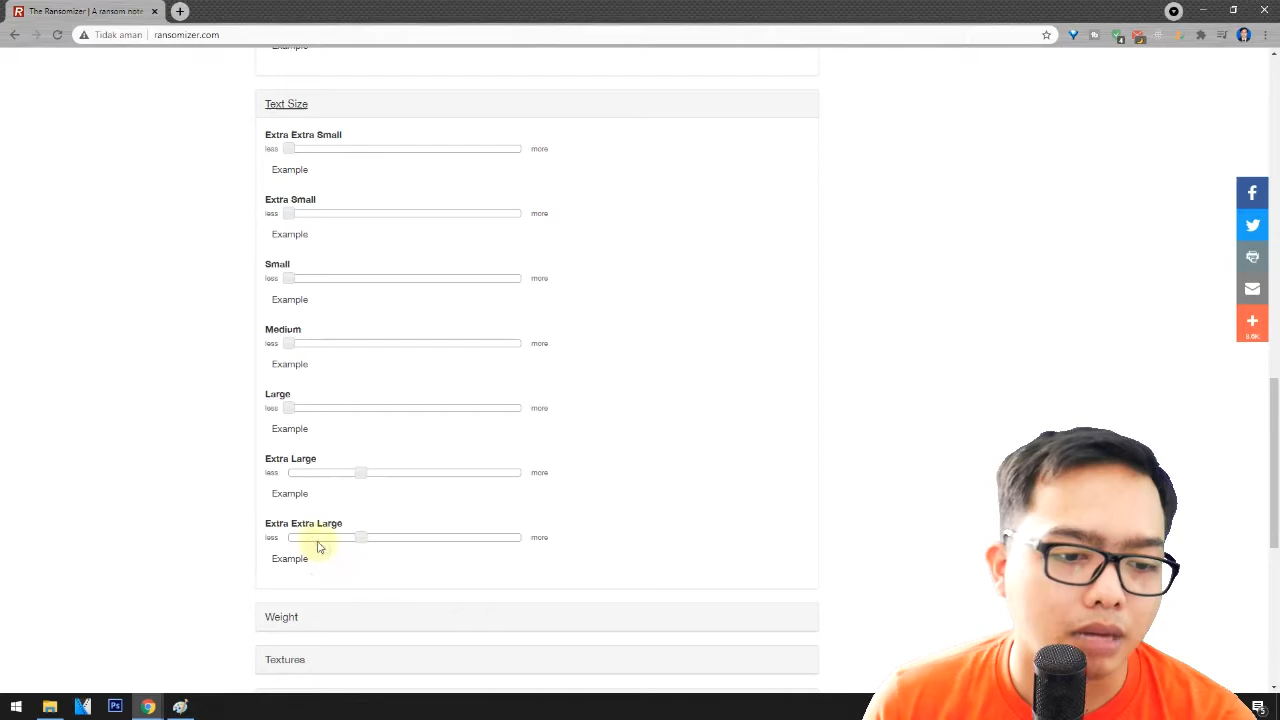 The Ransomizer | A ransom note
Tidak aman
ransomizer.com
Example
Text Size
Extra Extra Small
less more
Example
Extra Small
less more
Example
Small
less more
Example
Medium
less more
Example
Large
less more
Example
Extra Large
less more
Example
Extra Extra Large
less more
Example
Weight
Textures